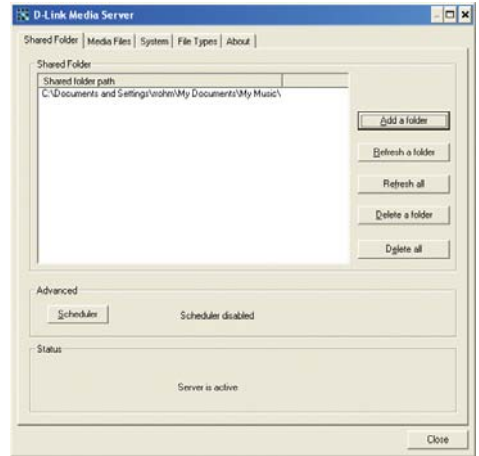 D-Link Media Server
Shared Folder Media Files System File Types About
Shared Folder
Shared folder path
C:\Documents and Settings\rrohm\My Documents\My Music\
Add a folder
Refresh a folder
Refresh all
Delete a folder
Delete all
Advanced
Scheduler Scheduler disabled
Status
Server is active
Close